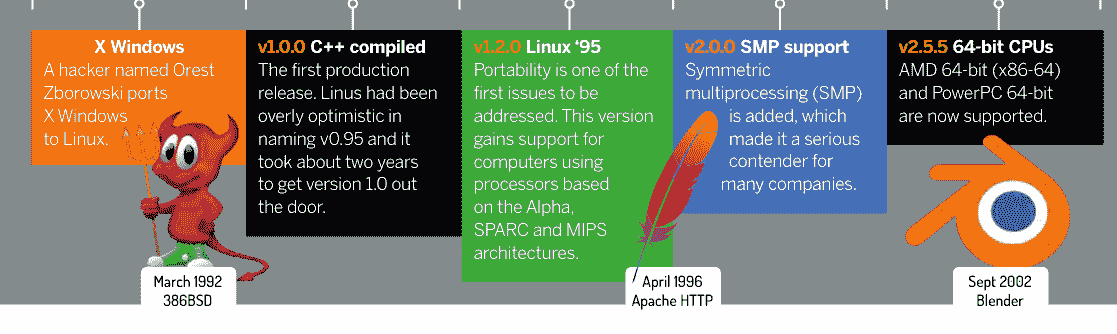 X Windows
A hacker named Orest
Zborowski ports
X Windows
to Linux.
March 1992
386BSD
v1.0.0 C++ compiled
The first production
release. Linus had been
overly optimistic in
naming v0.95 and it
took about two years
to get version 1.0 out
the door.
v1.2.0 Linux ‘95
Portability is one of the
first issues to be
addressed. This version
gains support for
computers using
processors based
on the Alpha,
SPARC and MIPS
architectures.
April 1996
Apache HTTP
v2.0.0 SMP support
Symmetric
multiprocessing (SMP)
is added, which
made it a serious
contender for
many companies.
v2.5.5 64-bit CPUs
AMD 64-bit (x86-64)
and PowerPC 64-bit
are now supported.
Sept 2002
Blender